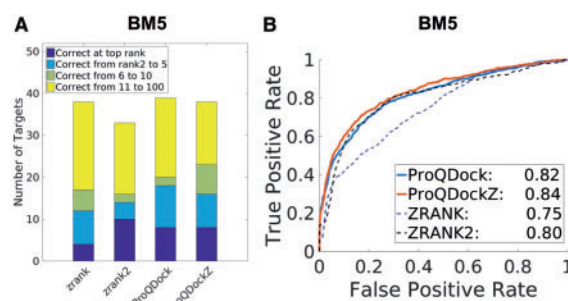 A
BM5
50
40
30
20
10
0
Number of Targets
Correct at top rank
Correct from rank2 to 5
Correct from 6 to 10
Correct from 11 to 100
zrank
zrank2
ProQDock
B
BM5
1
0.8
0.6
0.4
0.2
0
True Positive Rate
ProQDock: 0.82
ProQDockZ: 0.84
ZRANK: 0.75
ZRANK2: 0.80
0 0.2 0.4 0.6 0.8 1
False Positive Rate